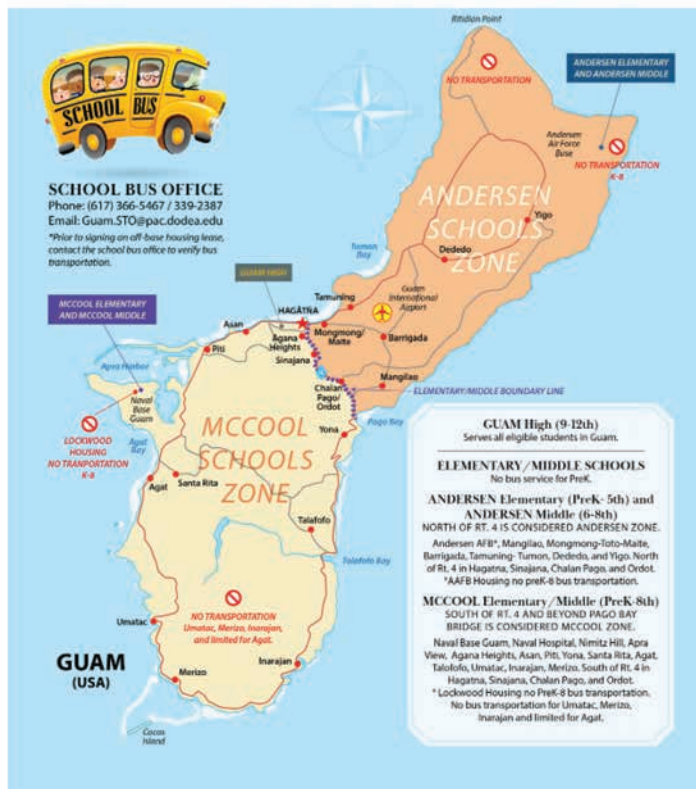 SCHOOL BUS
SCHOOL BUS OFFICE
Phone: (617) 366-5467 / 339-2387
Email: Guam.STO@pac.dodea.edu
*Prior to signing an off-base housing lease,
contact the school bus office to verify bus
transportation.
Ritidian Point
NO TRANSPORTATION
ANDERSEN ELEMENTARY
AND ANDERSEN MIDDLE
Andersen
Air Force
Base
NO TRANSPORTATION
K-8
ANDERSEN
SCHOOLS
ZONE
Yigo
Dededo
Tumon
Bay
Guam
International
Airport
Tamuning
GUAM HIGH
HAGÅTÑA
MCCOOL ELEMENTARY
AND MCCOOL MIDDLE
Asan
Agana
Heights
Mongmong/
Maite
Barrigada
Piti
Sinajana
Apra Harbor
Mangilao
Chalan
Pago/
Ordot
ELEMENTARY/MIDDLE BOUNDARY LINE
Naval
Base
Guam
Pago Bay
Yona
LOCKWOOD
HOUSING
NO TRANPORTATION
K-8
Agat
Bay
MCCOOL
SCHOOLS
ZONE
Agat
Santa Rita
Talafofo
Talofofo Bay
NO TRANSPORTATION
Umatac, Merizo, Inarajan,
and limited for Agat.
Umatac
GUAM
(USA)
Merizo
Inarajan
Cocos
Island
GUAM High (9-12th)
Serves all eligible students in Guam.
ELEMENTARY/MIDDLE SCHOOLS
No bus service for PreK.
ANDERSEN Elementary (PreK- 5th) and
ANDERSEN Middle (6-8th)
NORTH OF RT. 4 IS CONSIDERED ANDERSEN ZONE.
Andersen AFB*, Mangilao, Mongmong-Toto-Maite,
Barrigada, Tamuning- Tumon, Dededo, and Yigo. North
of Rt. 4 in Hagatna, Sinajana, Chalan Pago, and Ordot.
*AAFB Housing no preK-8 bus transportation.
MCCOOL Elementary/Middle (PreK-8th)
SOUTH OF RT. 4 AND BEYOND PAGO BAY
BRIDGE IS CONSIDERED MCCOOL ZONE.
Naval Base Guam, Naval Hospital, Nimitz Hill, Apra
View, Agana Heights, Asan, Piti, Yona, Santa Rita, Agat,
Talofofo, Umatac, Inarajan, Merizo. South of Rt. 4 in
Hagatna, Sinajana, Chalan Pago, and Ordot.
* Lockwood Housing no PreK-8 bus transportation.
No bus transportation for Umatac, Merizo,
Inarajan and limited for Agat.